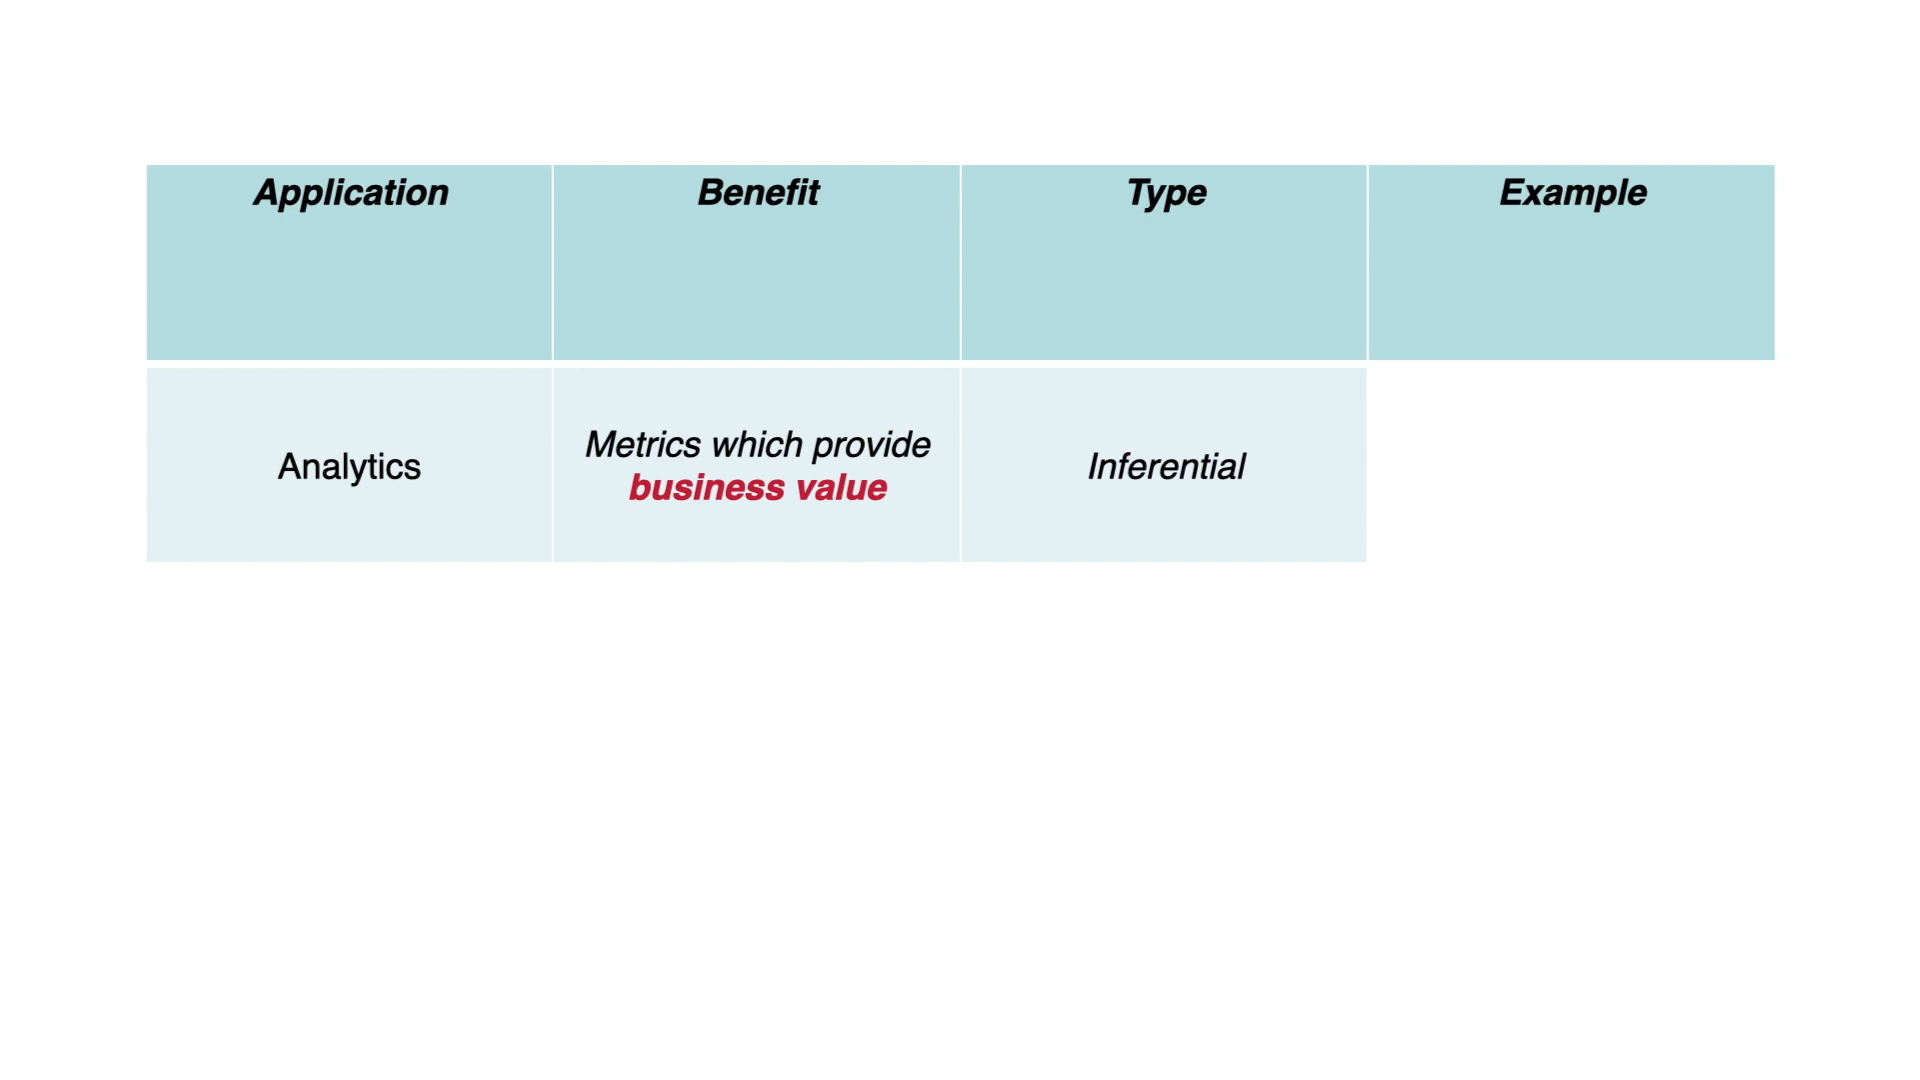 Application Benefit Type Example
Analytics
Metrics which provide
business value
Inferential